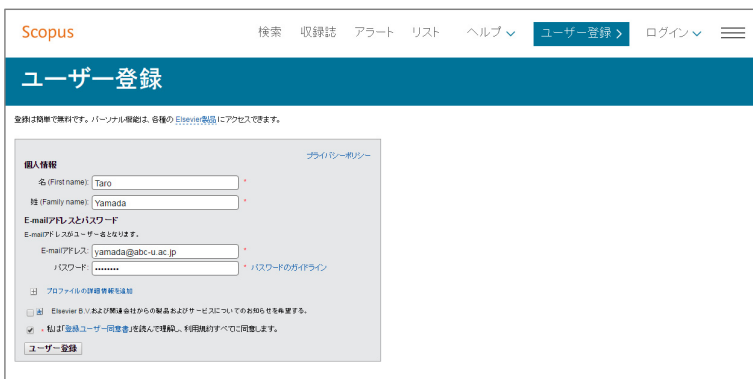 Scopus 検索 収録誌 アラート リスト ヘルプ ユーザー登録 ログイン
ユーザー登録
登録は簡単で無料です。パーソナル機能は、各種の Elsevier製品 にアクセスできます。
プライバシーポリシー
個人情報
名 (First name): Taro *
姓 (Family name): Yamada *
E-mailアドレスとパスワード
E-mailアドレスがユーザー名となります。
E-mailアドレス: yamada@abc-u.ac.jp *
パスワード: •••••••• * パスワードのガイドライン
プロファイルの詳細情報を追加
Elsevier B.V.および関連会社からの製品およびサービスについてのお知らせを希望する。
* 私は「登録ユーザー同意書」を読んで理解し、利用規約すべてに同意します。
ユーザー登録